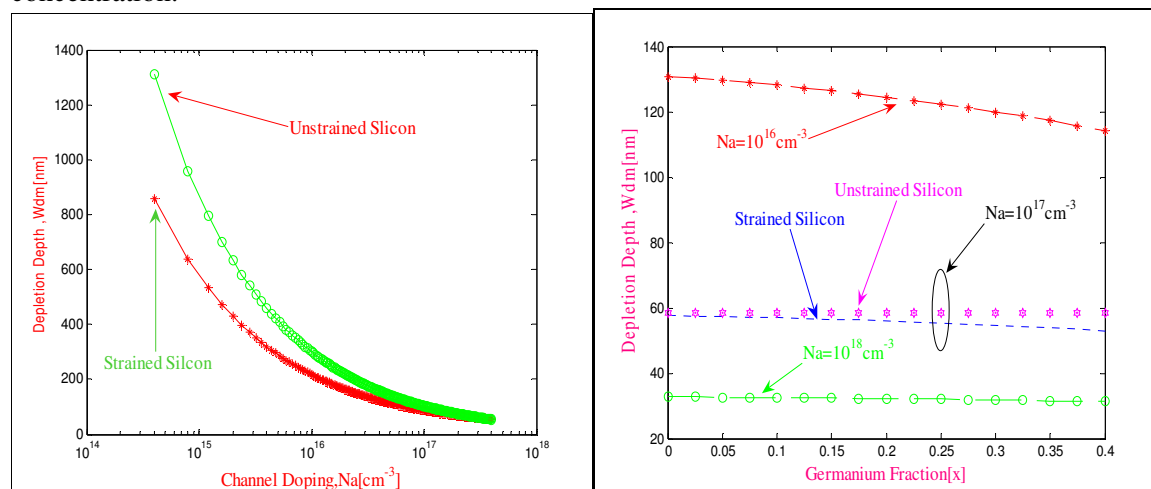 concentration.
1400
1200
1000
800
600
400
200
0
10^14
10^15
10^16
10^17
10^18
Depletion Depth ,Wdm[nm]
Channel Doping,Na[cm^-3]
Unstrained Slicon
Strained Silcon
140
120
100
80
60
40
20
0
0.05
0.1
0.15
0.2
0.25
0.3
0.35
0.4
Depletion Depth ,Wdm[nm]
Germanium Fraction[x]
Na=10^16cm^-3
Unstrained Silicon
Strained Silicon
Na=10^17cm^-3
Na=10^18cm^-3